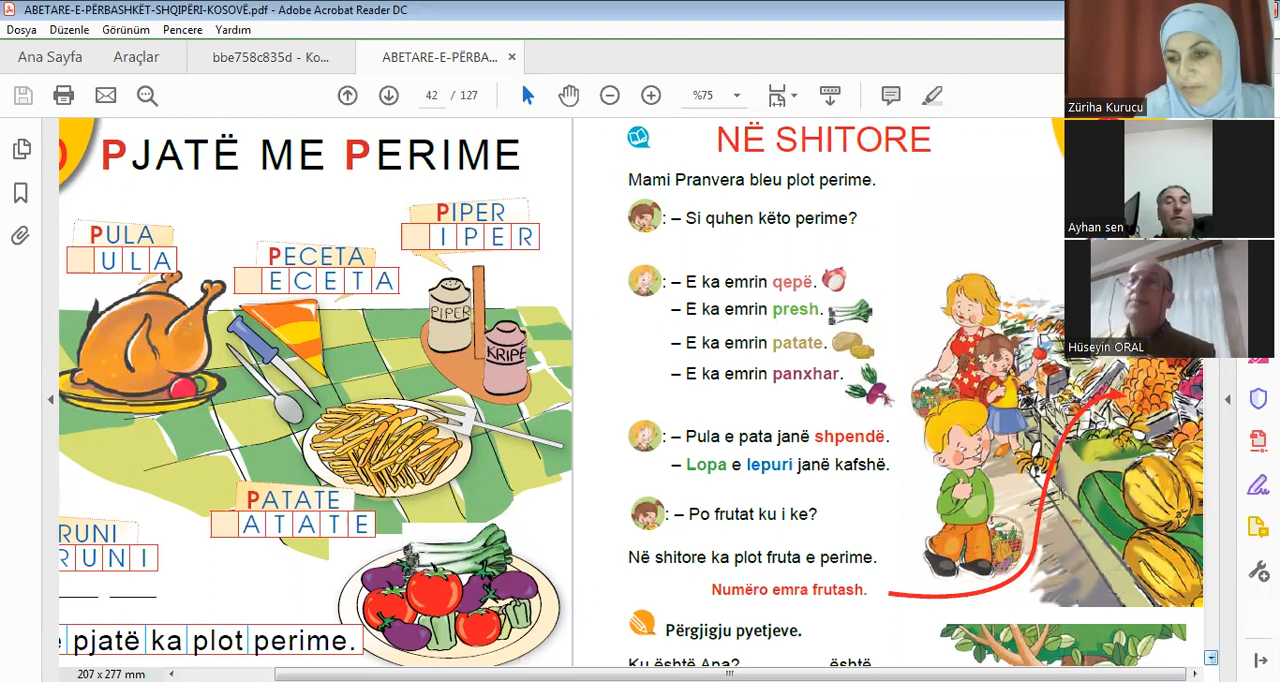 ABETARE-E-PËRBASHKËT-SHQIPËRI-KOSOVË.pdf - Adobe Acrobat Reader DC
Dosya Düzenle Görünüm Pencere Yardım
Ana Sayfa Araçlar bbe758c835d - Ko... ABETARE-E-PËRBA... ×
42 / 127 %75
PJATË ME PERIME
PULA
ULA
PECETA
ECETA
PIPER
IPER
PIPER
KRIPË
PATATE
ATATE
RUNI
RUNI
pjatë ka plot perime.
NË SHITORE
Mami Pranvera bleu plot perime.
: – Si quhen këto perime?
: – E ka emrin qepë.
– E ka emrin presh.
– E ka emrin patate.
– E ka emrin panxhar.
: – Pula e pata janë shpendë.
– Lopa e lepuri janë kafshë.
: – Po frutat ku i ke?
Në shitore ka plot fruta e perime.
Numëro emra frutash.
Përgjigju pyetjeve.
Ku është Ana? është
Züriha Kurucu
Ayhan sen
Hüseyin ORAL
207 x 277 mm